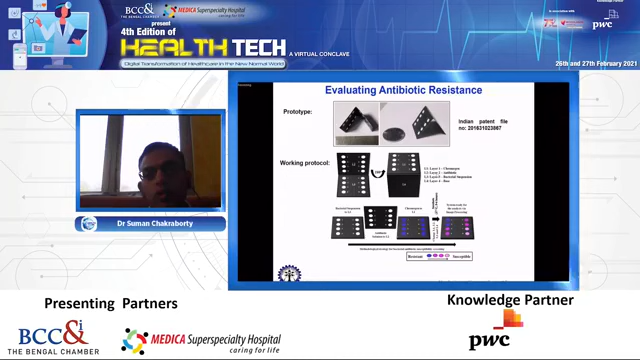 BCC&i
THE BENGAL CHAMBER
MEDICA Superspecialty Hospital
caring for life
present
4th Edition of
HEALTH TECH
A VIRTUAL CONCLAVE
Digital Transformation of Healthcare in the New Normal World
pwc
26th and 27th February 2021
Evaluating Antibiotic Resistance
Prototype:
Indian patent file
no: 201631023867
Working protocol:
L1- Layer 1 - Chromogen
L2- Layer 2 - Antibiotic
L3- Layer 3 - Bacterial Suspension
L4- Layer 4 - Base
Resistant
Susceptible
Dr Suman Chakraborty
Presenting Partners
Knowledge Partner
BCC&i
THE BENGAL CHAMBER
MEDICA Superspecialty Hospital
caring for life
pwc